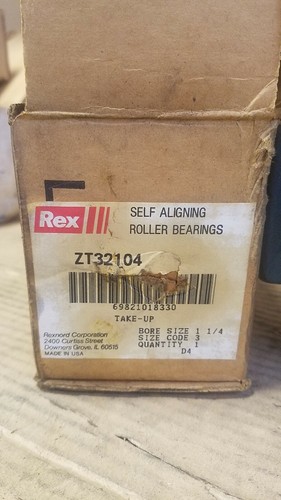 Rex
SELF ALIGNING
ROLLER BEARINGS
ZT32104
69821018330
TAKE-UP
BORE SIZE 1 1/4
SIZE CODE 3
QUANTITY 1
D4
Rexnord Corporation
2400 Curtiss Street
Downers Grove, IL 60515
MADE IN USA